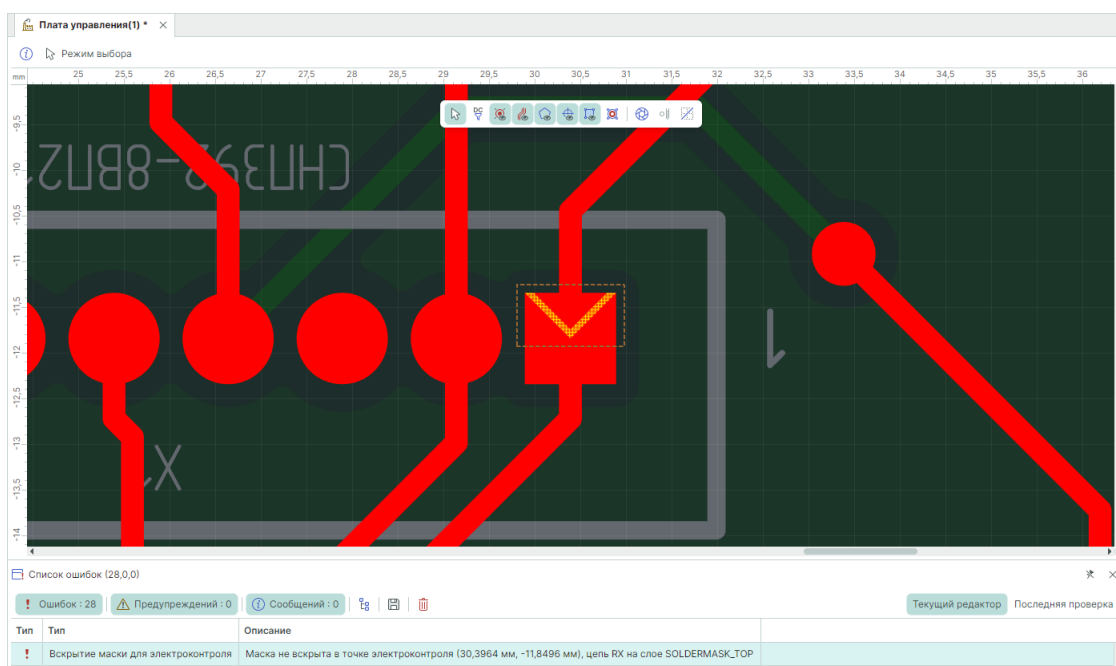 Плата управления(1) *
Режим выбора
mm 25 25,5 26 26,5 27 27,5 28 28,5 29 29,5 30 30,5 31 31,5 32 32,5 33 33,5 34 34,5 35 35,5 36
-9,5
-10
-10,5
-11
-11,5
-12
-12,5
-13
-13,5
-14
СНП392-8ВП2
1
X
Список ошибок (28,0,0)
Ошибок : 28 Предупреждений : 0 Сообщений : 0 Текущий редактор Последняя проверка
Тип Тип Описание
! Вскрытие маски для электроконтроля Маска не вскрыта в точке электроконтроля (30,3964 мм, -11,8496 мм), цепь RX на слое SOLDERMASK_TOP